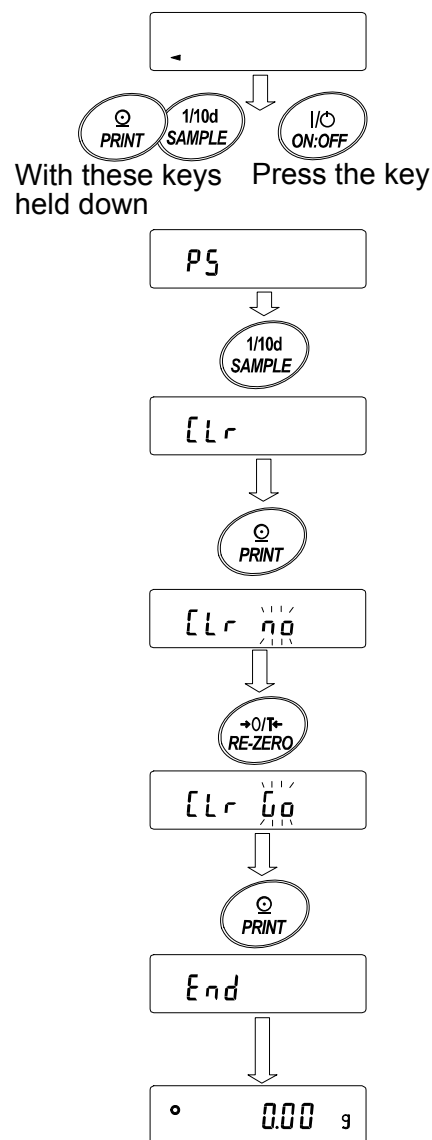 ◄
PRINT
1/10d
SAMPLE
I/⏻
ON:OFF
With these keys
held down
Press the key
PS
1/10d
SAMPLE
CLr
PRINT
CLr no
→0/T←
RE-ZERO
CLr Go
PRINT
End
0.00 g